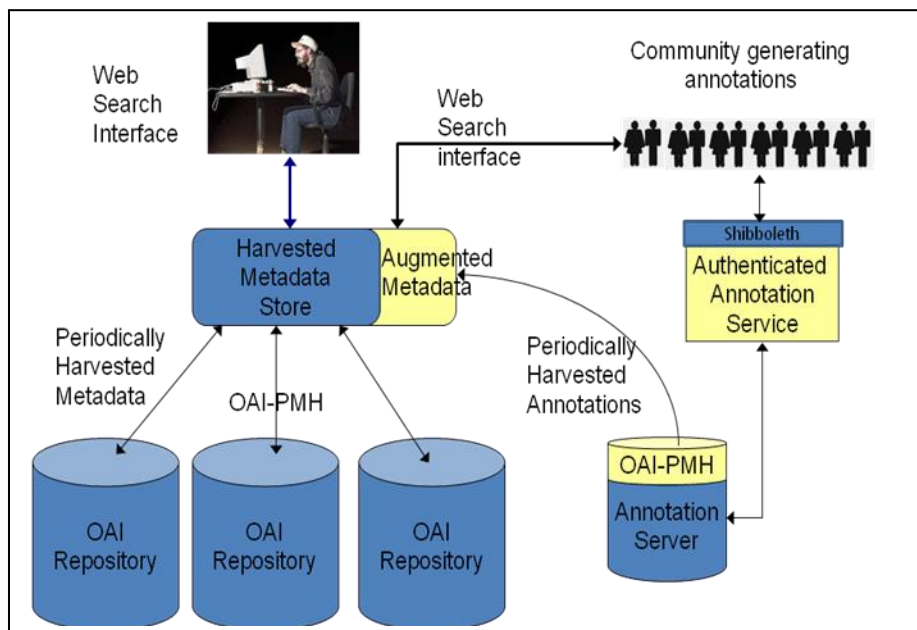 Web
Search
Interface
Community generating
annotations
Web
Search
interface
Shibboleth
Authenticated
Annotation
Service
Harvested
Metadata
Store
Augmented
Metadata
Periodically
Harvested
Metadata
OAI-PMH
Periodically
Harvested
Annotations
OAI-PMH
Annotation
Server
OAI
Repository
OAI
Repository
OAI
Repository